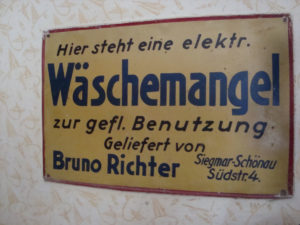 Hier steht eine elektr.
Wäschemangel
zur gefl. Benutzung.
Geliefert von
Bruno Richter Siegmar-Schönau
Südstr. 4.